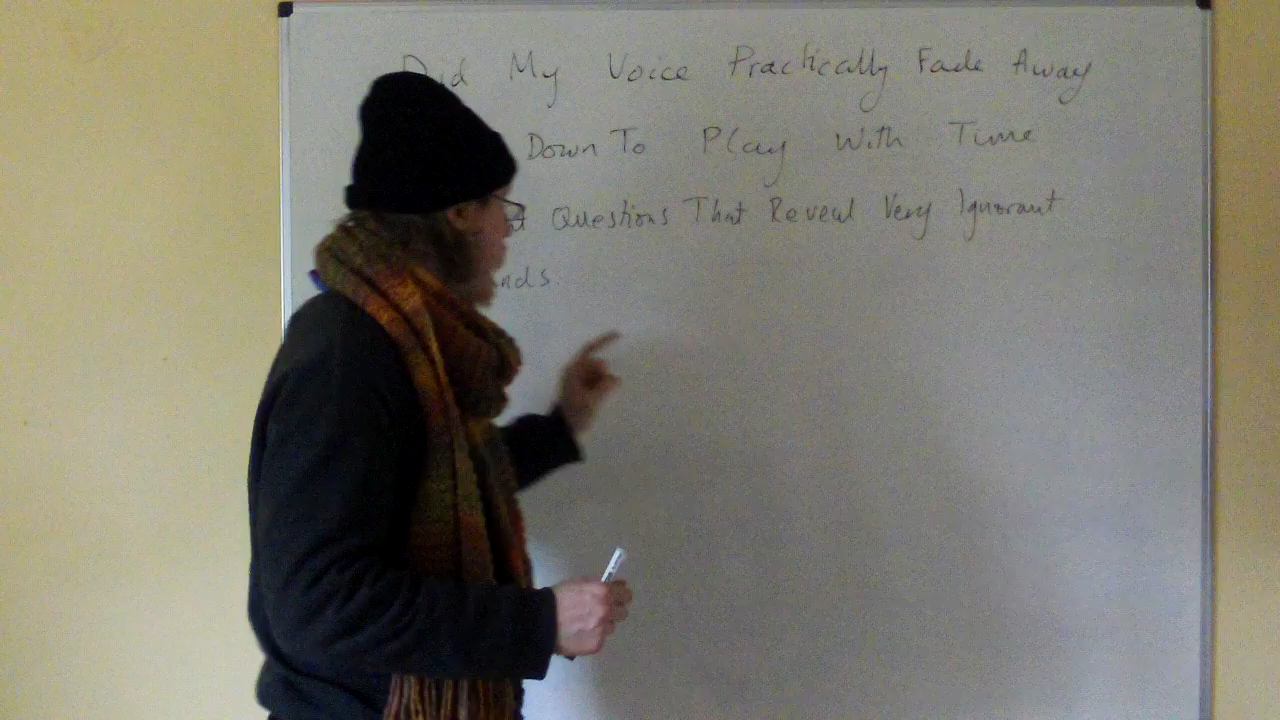 Did My Voice Practically Fade Away
Down To Play With Time
Questions That Reveal Very Ignorant